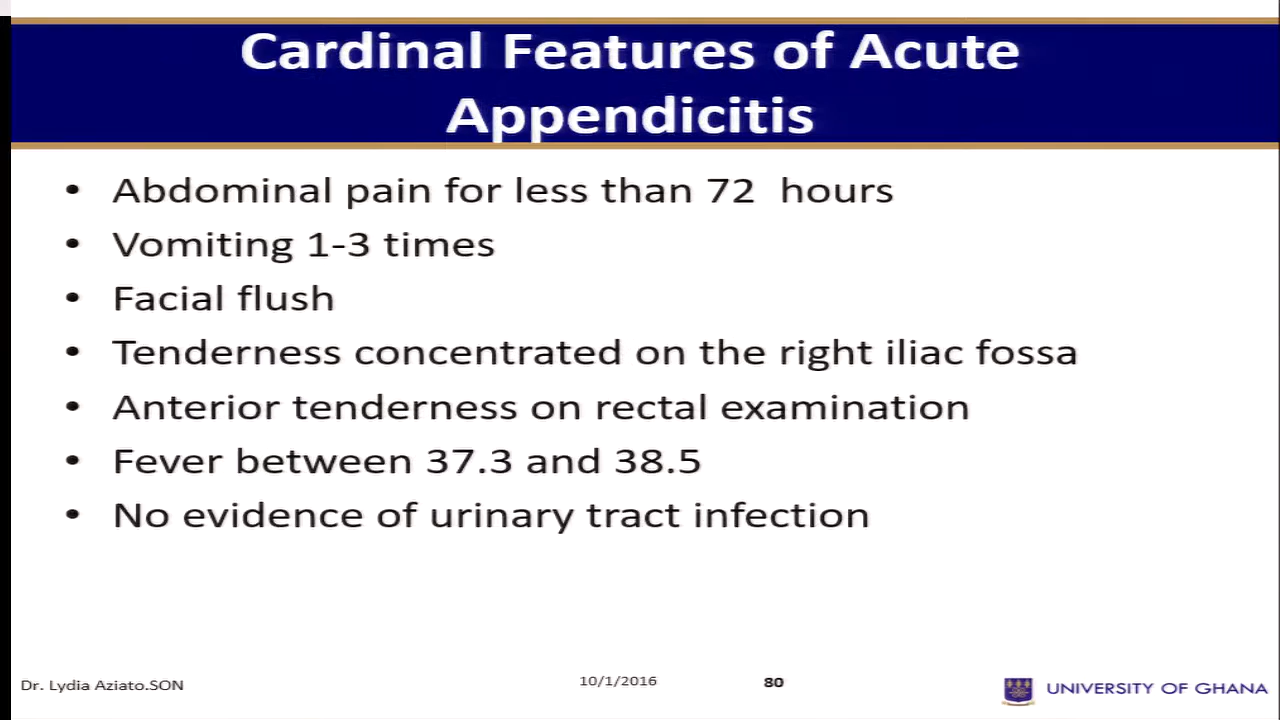 Cardinal Features of Acute
Appendicitis
• Abdominal pain for less than 72 hours
• Vomiting 1-3 times
• Facial flush
• Tenderness concentrated on the right iliac fossa
• Anterior tenderness on rectal examination
• Fever between 37.3 and 38.5
• No evidence of urinary tract infection
Dr. Lydia Aziato.SON
10/1/2016
80
UNIVERSITY OF GHANA